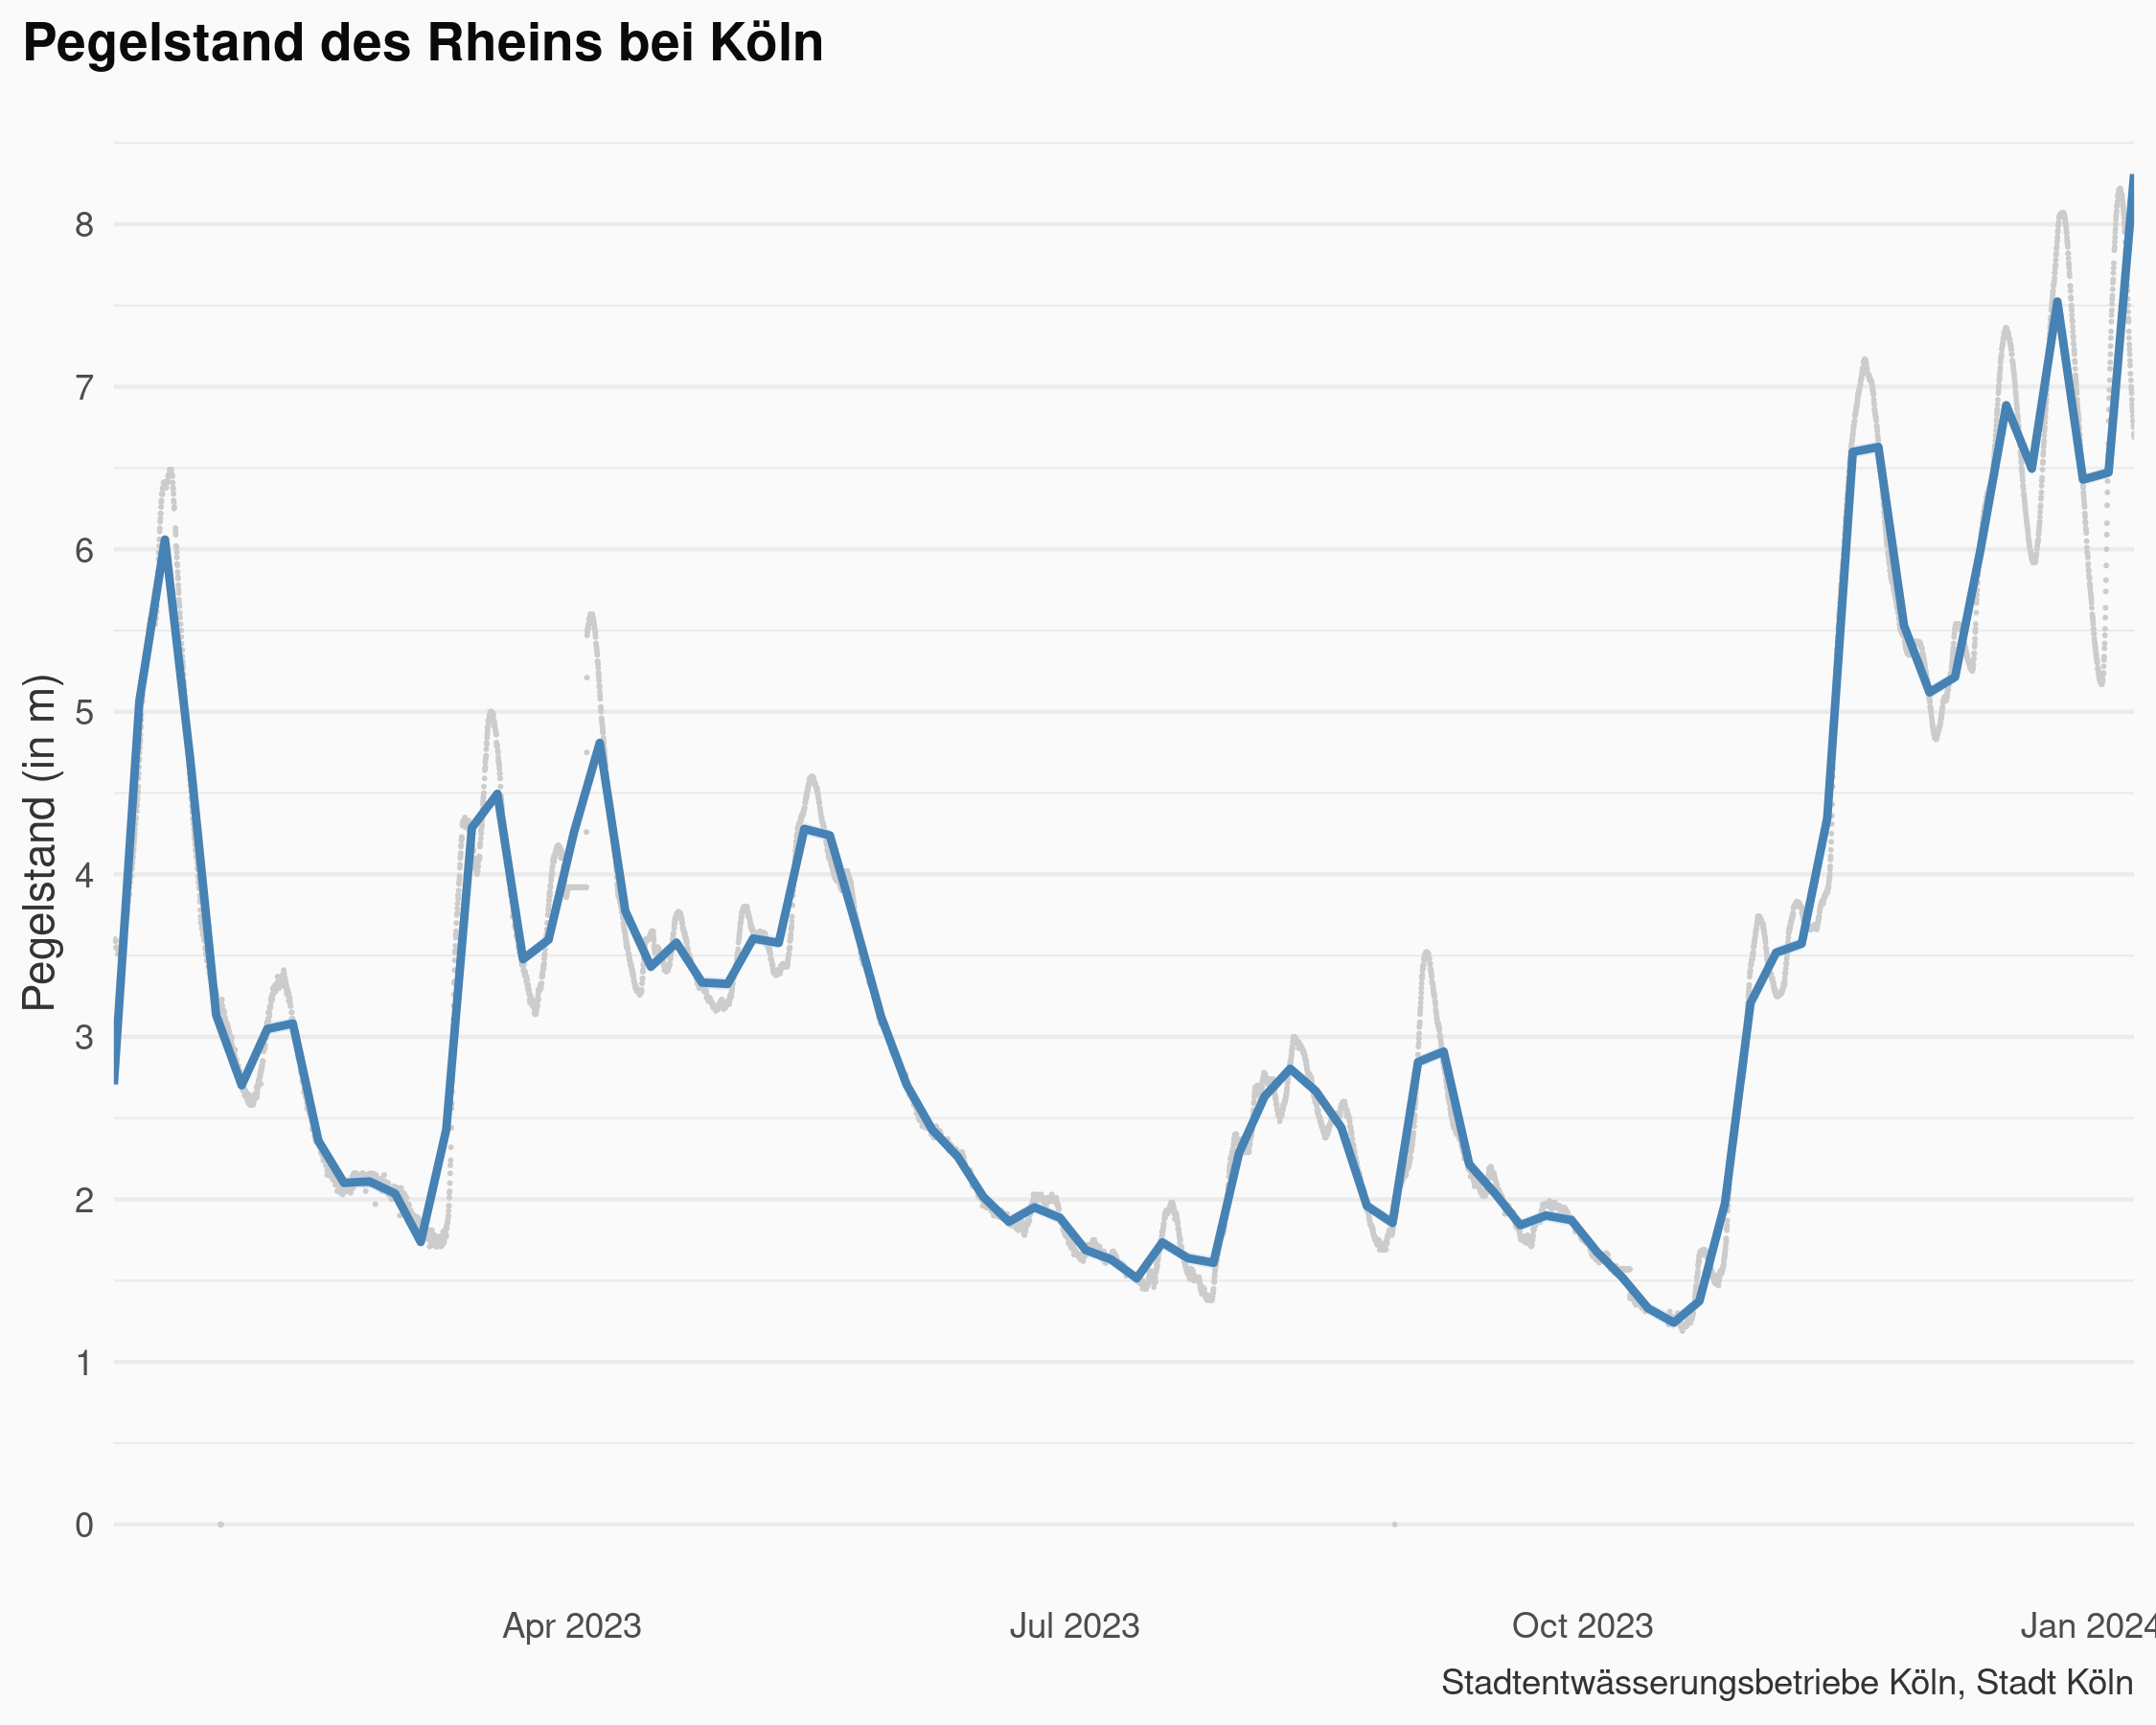 Pegelstand des Rheins bei Köln
Pegelstand (in m)
8
7
6
5
4
3
2
1
0
Apr 2023 Jul 2023 Oct 2023 Jan 2024
Stadtentwässerungsbetriebe Köln, Stadt Köln